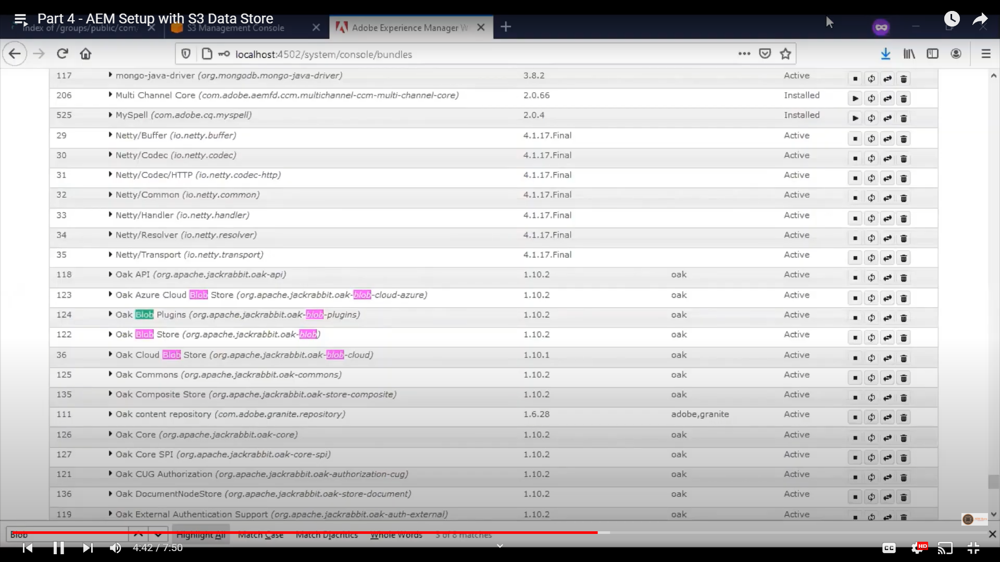 Part 4 - AEM Setup with S3 Data Store
Index of /groups/public/com/ S3 Management Console Adobe Experience Manager W
localhost:4502/system/console/bundles
117 mongo-java-driver (org.mongodb.mongo-java-driver) 3.8.2 Active
206 Multi Channel Core (com.adobe.aemfd.ccm.multichannel-ccm-multi-channel-core) 2.0.66 Installed
525 MySpell (com.adobe.cq.myspell) 2.0.4 Installed
29 Netty/Buffer (io.netty.buffer) 4.1.17.Final Active
30 Netty/Codec (io.netty.codec) 4.1.17.Final Active
31 Netty/Codec/HTTP (io.netty.codec-http) 4.1.17.Final Active
32 Netty/Common (io.netty.common) 4.1.17.Final Active
33 Netty/Handler (io.netty.handler) 4.1.17.Final Active
34 Netty/Resolver (io.netty.resolver) 4.1.17.Final Active
35 Netty/Transport (io.netty.transport) 4.1.17.Final Active
118 Oak API (org.apache.jackrabbit.oak-api) 1.10.2 oak Active
123 Oak Azure Cloud Blob Store (org.apache.jackrabbit.oak-blob-cloud-azure) 1.10.2 oak Active
124 Oak Blob Plugins (org.apache.jackrabbit.oak-blob-plugins) 1.10.2 oak Active
122 Oak Blob Store (org.apache.jackrabbit.oak-blob) 1.10.2 oak Active
36 Oak Cloud Blob Store (org.apache.jackrabbit.oak-blob-cloud) 1.10.1 oak Active
125 Oak Commons (org.apache.jackrabbit.oak-commons) 1.10.2 oak Active
135 Oak Composite Store (org.apache.jackrabbit.oak-store-composite) 1.10.2 oak Active
111 Oak content repository (com.adobe.granite.repository) 1.6.28 adobe,granite Active
126 Oak Core (org.apache.jackrabbit.oak-core) 1.10.2 oak Active
127 Oak Core SPI (org.apache.jackrabbit.oak-core-spi) 1.10.2 oak Active
121 Oak CUG Authorization (org.apache.jackrabbit.oak-authorization-cug) 1.10.2 oak Active
136 Oak DocumentNodeStore (org.apache.jackrabbit.oak-store-document) 1.10.2 oak Active
119 Oak External Authentication Support (org.apache.jackrabbit.oak-auth-external) 1.10.2 oak Active
Blob Highlight All Match Case Match Diacritics Whole Words 3 of 8 matches
4:42 / 7:50 CC HD